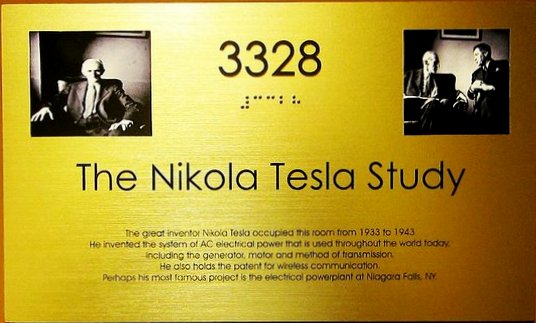 3328
⠼⠉⠉⠃⠓
The Nikola Tesla Study
The great inventor Nikola Tesla occupied this room from 1933 to 1943
He invented the system of AC electrical power that is used throughout the world today,
including the generator, motor and method of transmission.
He also holds the patent for wireless communication.
Perhaps his most famous project is the electrical powerplant at Niagara Falls, NY.